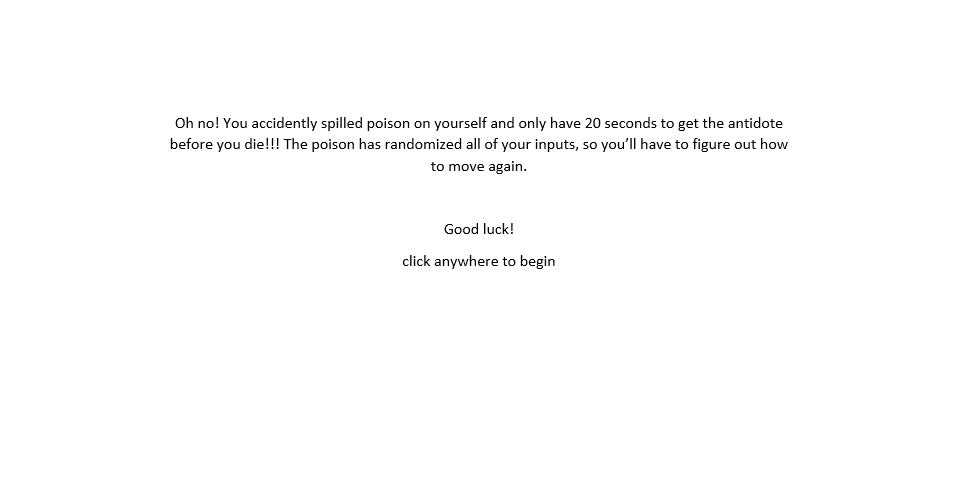 Oh no! You accidently spilled poison on yourself and only have 20 seconds to get the antidote
before you die!!! The poison has randomized all of your inputs, so you’ll have to figure out how
to move again.
Good luck!
click anywhere to begin